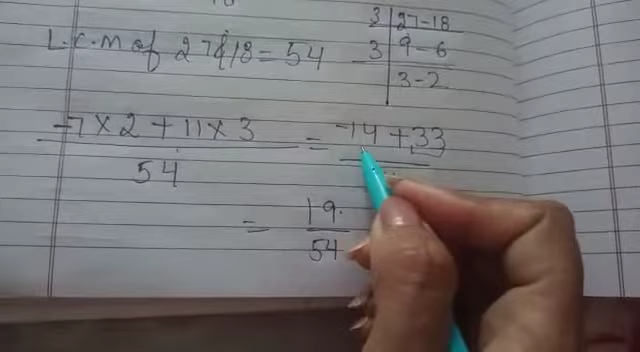 3 | 27-18
L.C.M of 27 & 18 = 54
3 | 9-6
3-2
-7 × 2 + 11 × 3 = -14 + 33
54
= 19
54